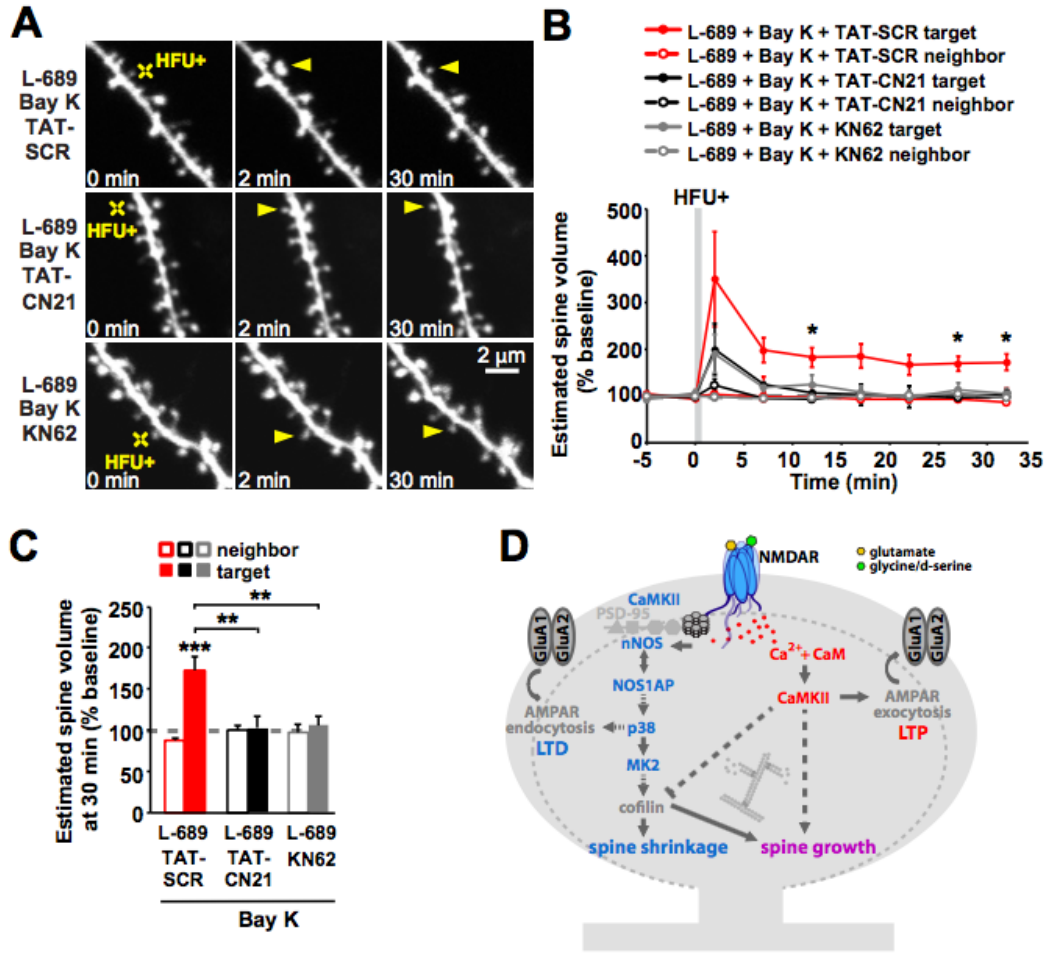 A
L-689
Bay K
TAT-
SCR
HFU+
0 min
2 min
30 min
L-689
Bay K
TAT-
CN21
HFU+
0 min
2 min
30 min
L-689
Bay K
KN62
HFU+
0 min
2 min
2 µm
30 min
B
L-689 + Bay K + TAT-SCR target
L-689 + Bay K + TAT-SCR neighbor
L-689 + Bay K + TAT-CN21 target
L-689 + Bay K + TAT-CN21 neighbor
L-689 + Bay K + KN62 target
L-689 + Bay K + KN62 neighbor
HFU+
Estimated spine volume
(% baseline)
500
400
300
200
100
0
* * *
-5 0 5 10 15 20 25 30 35
Time (min)
C
neighbor
target
Estimated spine volume
at 30 min (% baseline)
250
200
150
100
50
0
**
**
***
L-689 L-689 L-689
TAT- TAT- KN62
SCR CN21
Bay K
D
glutamate
glycine/d-serine
NMDAR
CaMKII
PSD-95
nNOS
NOS1AP
p38
MK2
cofilin
spine shrinkage
GluA1
GluA2
AMPAR
endocytosis
LTD
Ca2+ + CaM
CaMKII
AMPAR
exocytosis
LTP
GluA1
GluA2
spine growth